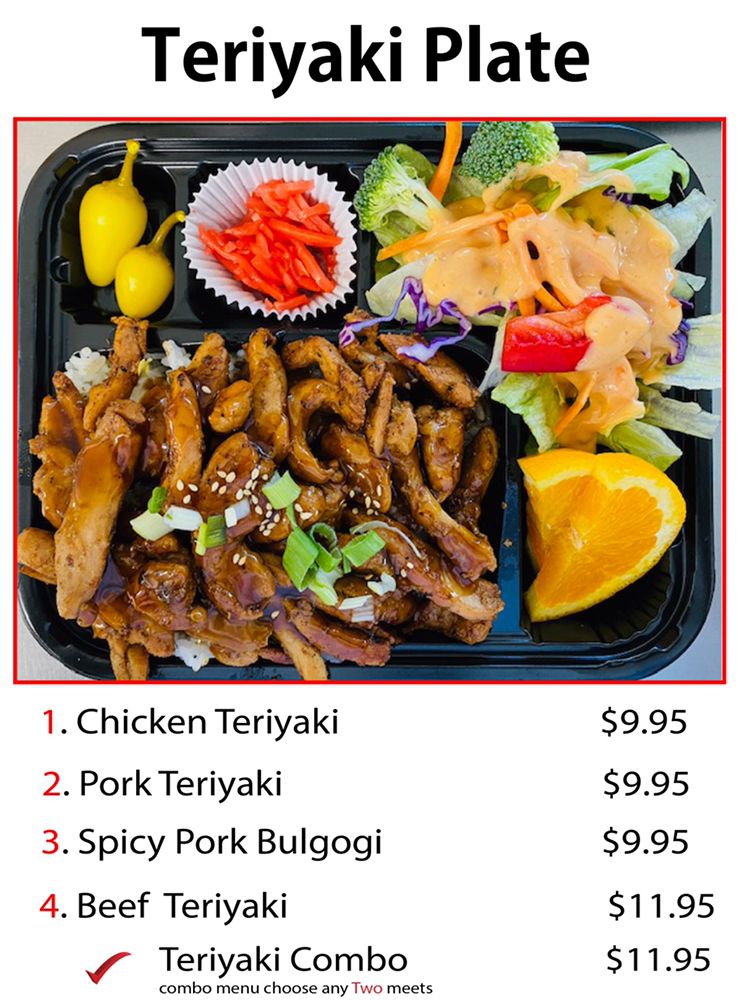 Teriyaki Plate
1. Chicken Teriyaki $9.95
2. Pork Teriyaki $9.95
3. Spicy Pork Bulgogi $9.95
4. Beef Teriyaki $11.95
Teriyaki Combo $11.95
combo menu choose any Two meets